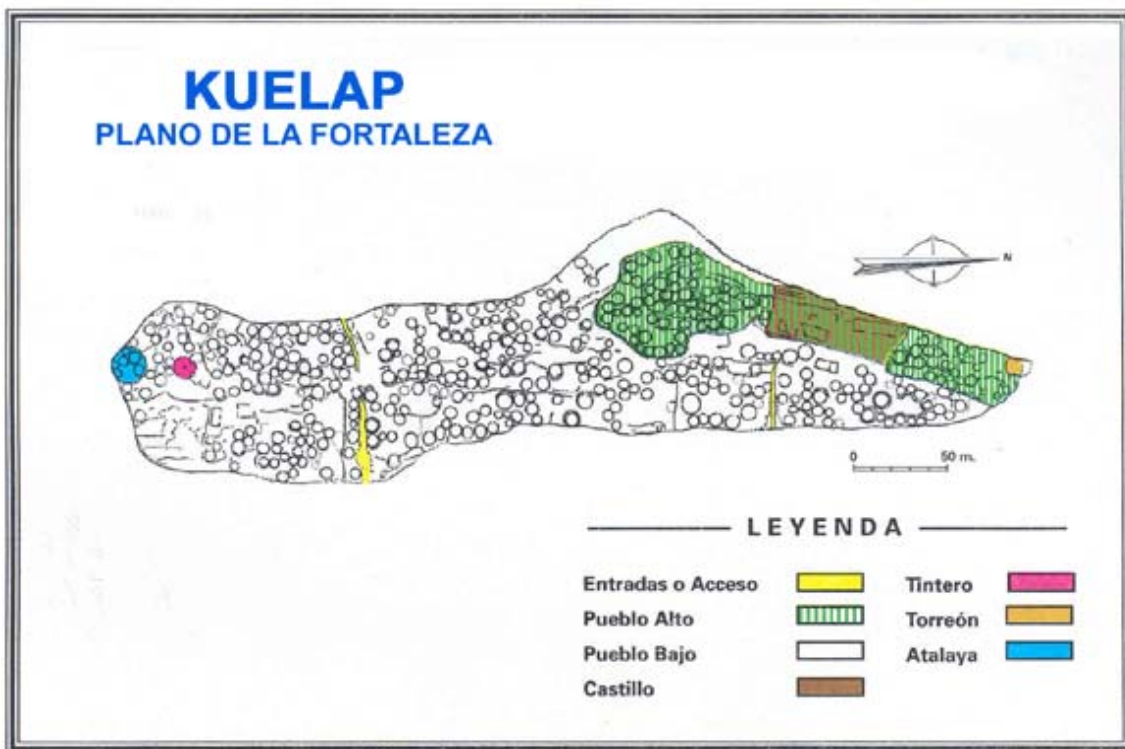 KUELAP
PLANO DE LA FORTALEZA
N
0 50 m.
LEYENDA
Entradas o Acceso
Pueblo Alto
Pueblo Bajo
Castillo
Tintero
Torreón
Atalaya